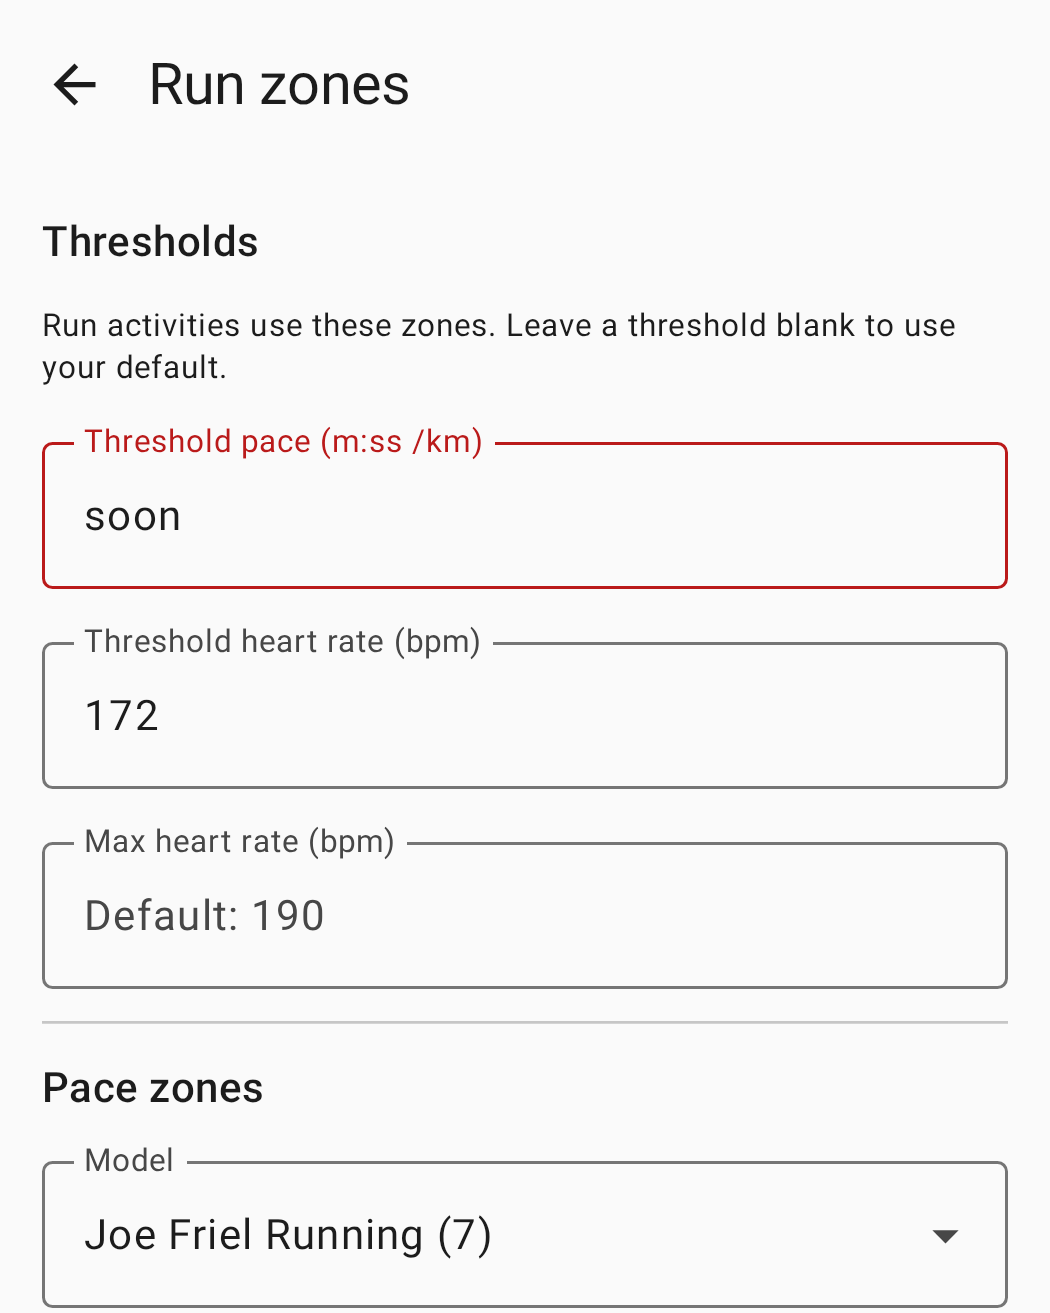 Run zones
Thresholds
Run activities use these zones. Leave a threshold blank to use
your default.
Threshold pace (m:ss /km)
soon
Threshold heart rate (bpm)
172
Max heart rate (bpm)
Default: 190
Pace zones
Model
Joe Friel Running (7)